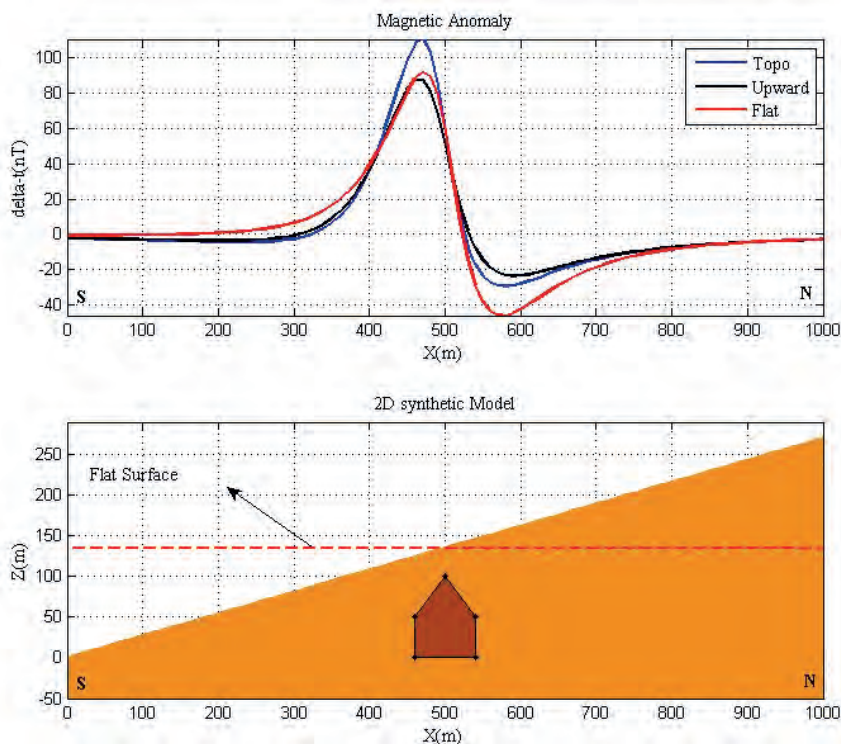 Magnetic Anomaly
100
80
60
40
20
0
-20
-40
delta-t(nT)
Topo
Upward
Flat
S
N
0 100 200 300 400 500 600 700 800 900 1000
X(m)
2D synthetic Model
250
200
150
100
50
0
-50
Z(m)
Flat Surface
S
N
0 100 200 300 400 500 600 700 800 900 1000
X(m)